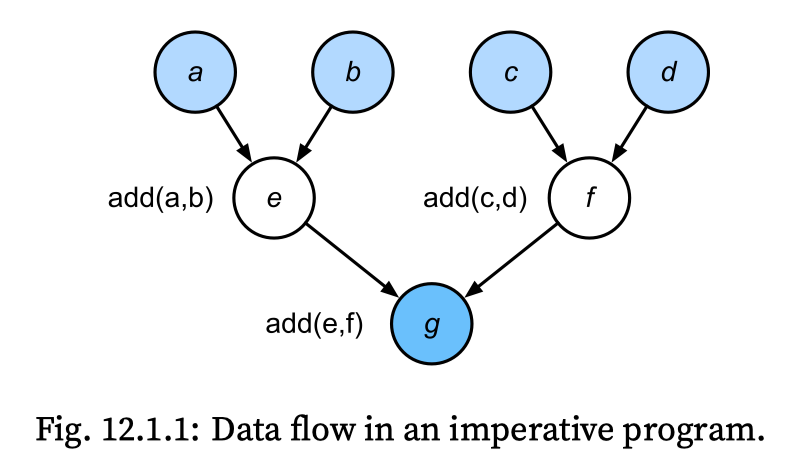 a b c d
add(a,b) e add(c,d) f
add(e,f) g
Fig. 12.1.1: Data flow in an imperative program.